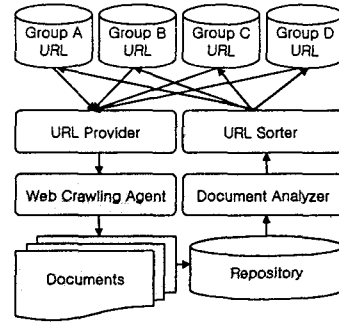 Group A Group B Group C Group D
URL URL URL URL
URL Provider URL Sorter
Web Crawling Agent Document Analyzer
Documents Repository